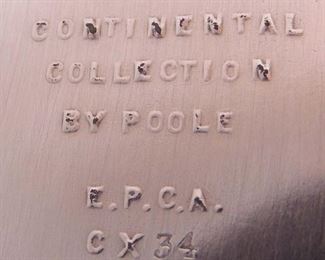 CONTINENTAL
COLLECTION
BY POOLE
E.P.C.A.
CX34